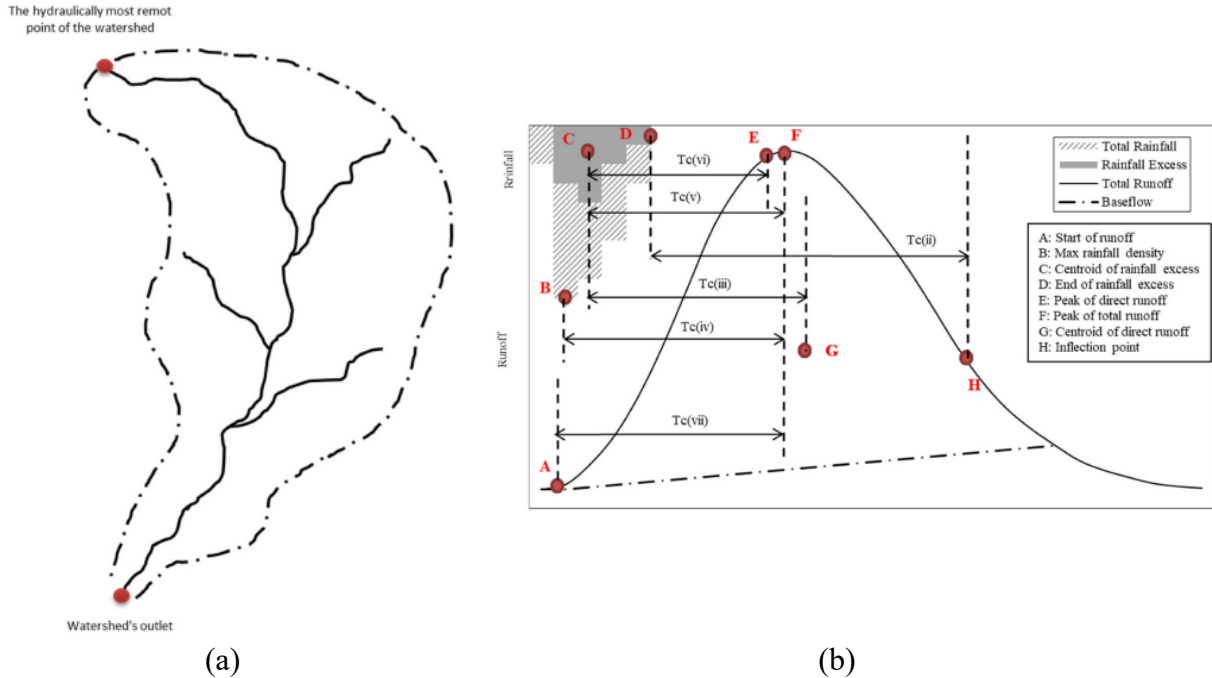 The hydraulically most remot
point of the watershed
Watershed's outlet
(a)
Rrinfall
Runoff
C
D
E
F
Tc(vi)
Tc(v)
Tc(ii)
B
Tc(iii)
Tc(iv)
G
H
Tc(vii)
A
Total Rainfall
Rainfall Excess
Total Runoff
Baseflow
A: Start of runoff
B: Max rainfall density
C: Centroid of rainfall excess
D: End of rainfall excess
E: Peak of direct runoff
F: Peak of total runoff
G: Centroid of direct runoff
H: Inflection point
(b)